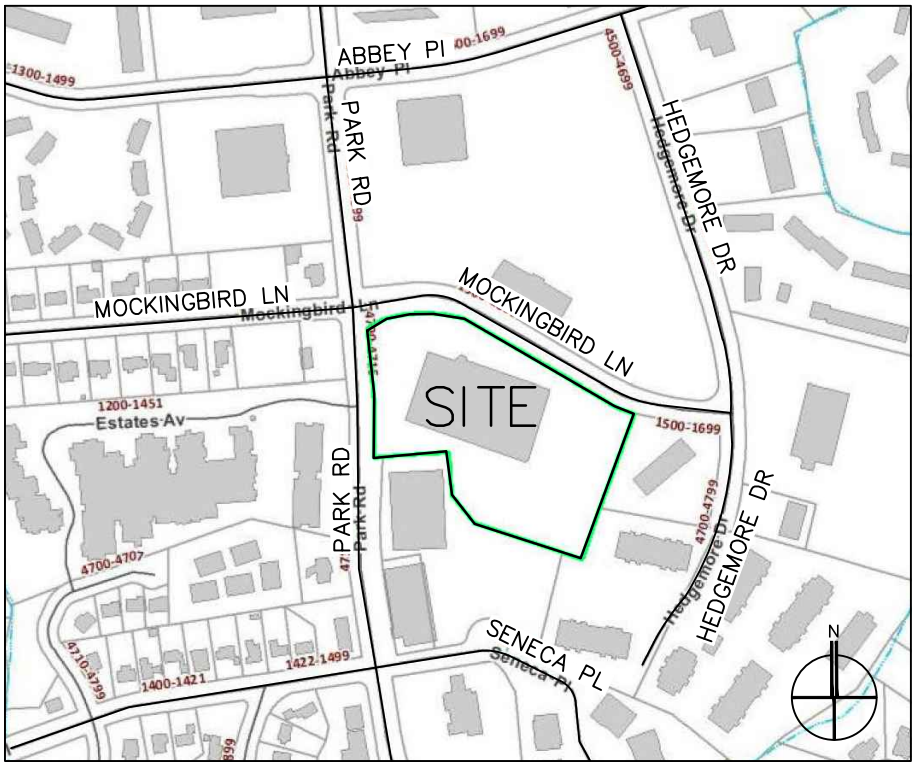 ABBEY Pl
00-1699
1300-1499
Abbey Pl
4500-4699
Park Rd
PARK RD
HEDGEMORE DR
Hedgemore Dr
99
MOCKINGBIRD LN
MOCKINGBIRD LN
Mockingbird Ln
SITE
1200-1451
Estates Av
1500-1699
PARK RD
Park Rd
4700-4799
HEDGEMORE DR
Hedgemore Dr
4700-4707
SENECA PL
Seneca Pl
1422-1499
1400-1421
4710-4799
N
899